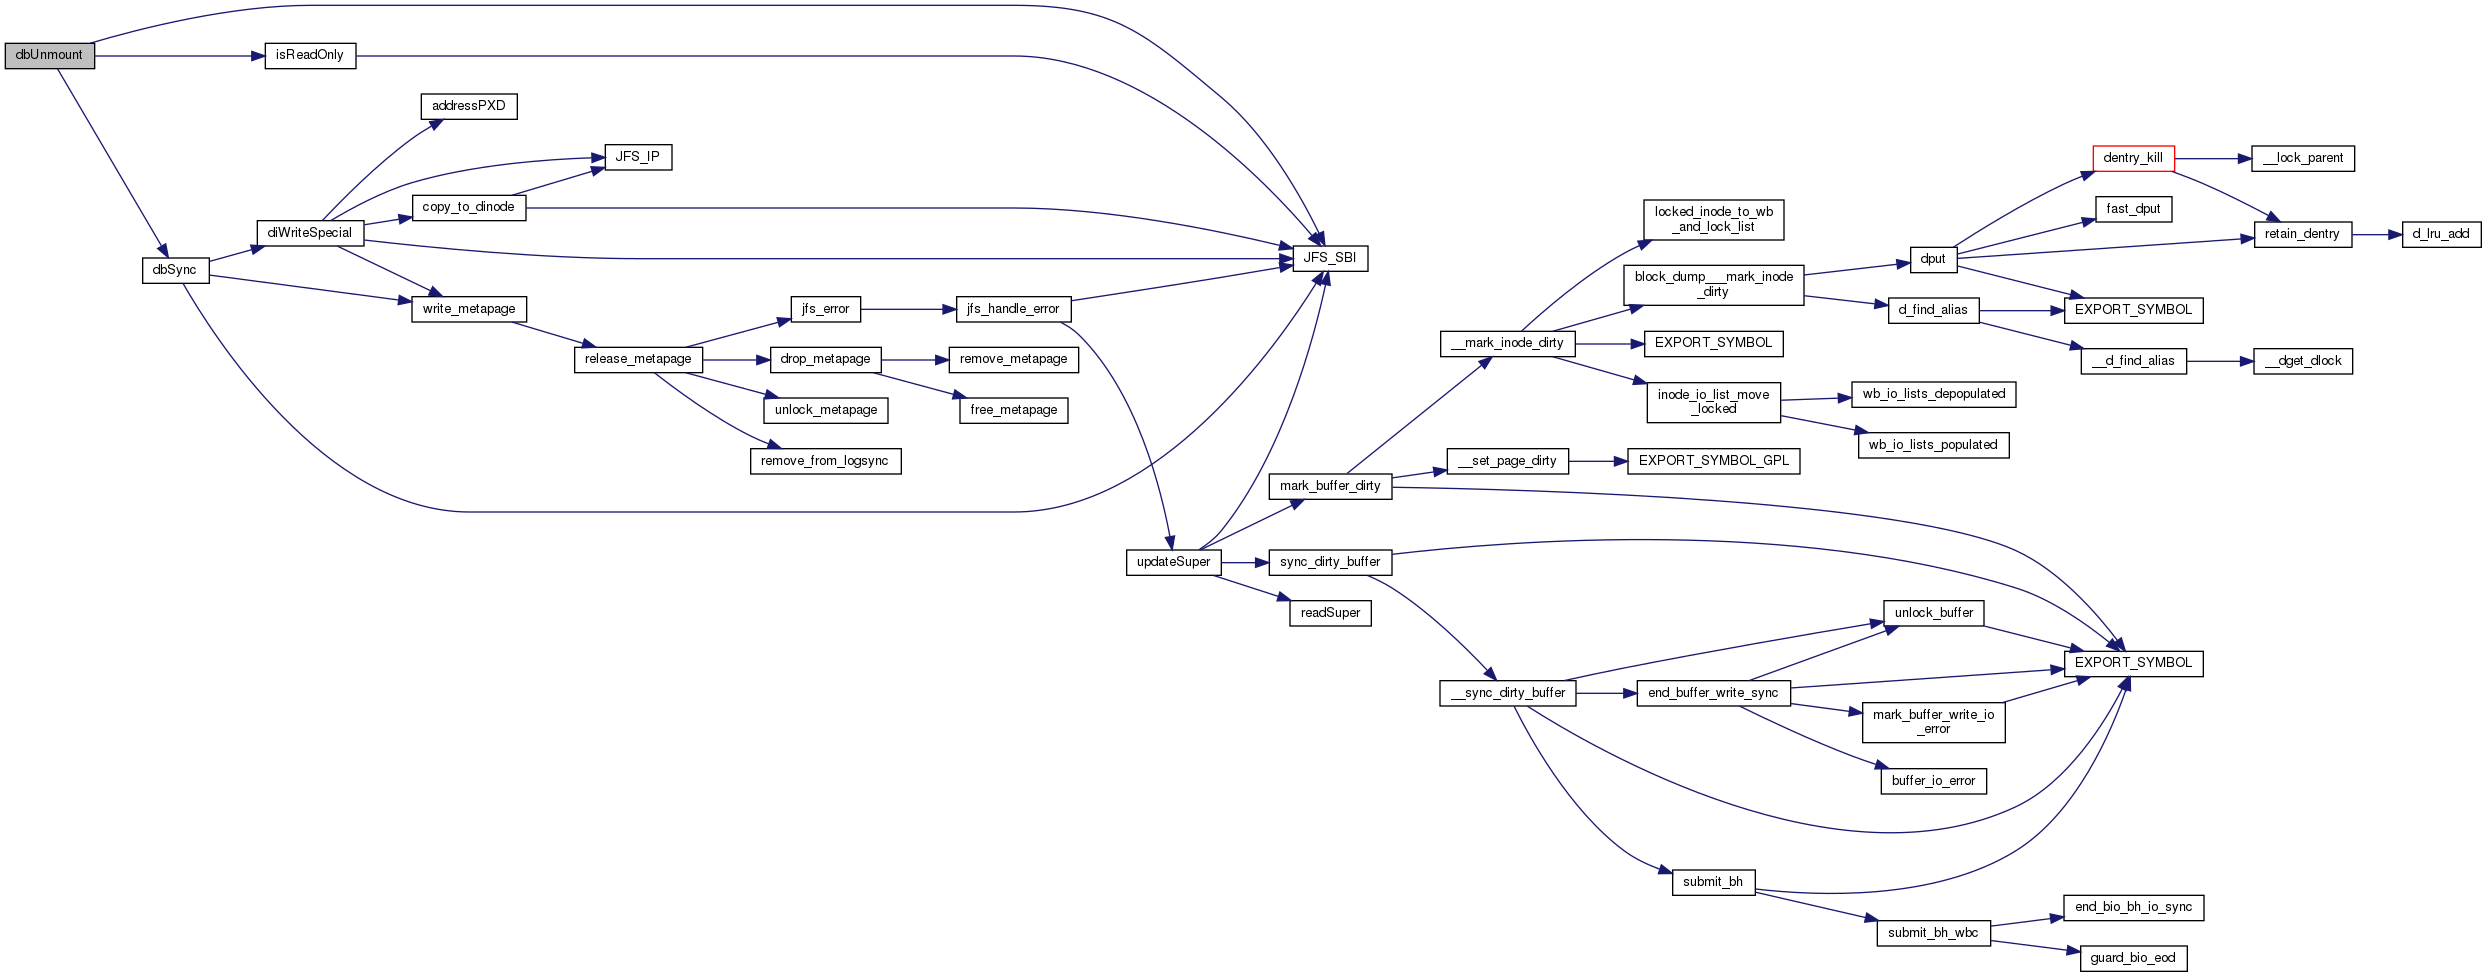 dbUnmount
isReadOnly
addressPXD
JFS_IP
copy_to_dinode
diWriteSpecial
dbSync
write_metapage
release_metapage
jfs_error
jfs_handle_error
drop_metapage
remove_metapage
unlock_metapage
free_metapage
remove_from_logsync
JFS_SBI
updateSuper
mark_buffer_dirty
sync_dirty_buffer
readSuper
__mark_inode_dirty
__set_page_dirty
EXPORT_SYMBOL_GPL
locked_inode_to_wb
_and_lock_list
block_dump___mark_inode
_dirty
EXPORT_SYMBOL
inode_io_list_move
_locked
wb_io_lists_depopulated
wb_io_lists_populated
dput
d_find_alias
dentry_kill
fast_dput
EXPORT_SYMBOL
__d_find_alias
__lock_parent
retain_dentry
d_lru_add
__dget_dlock
__sync_dirty_buffer
end_buffer_write_sync
unlock_buffer
EXPORT_SYMBOL
mark_buffer_write_io
_error
buffer_io_error
submit_bh
submit_bh_wbc
end_bio_bh_io_sync
guard_bio_eod